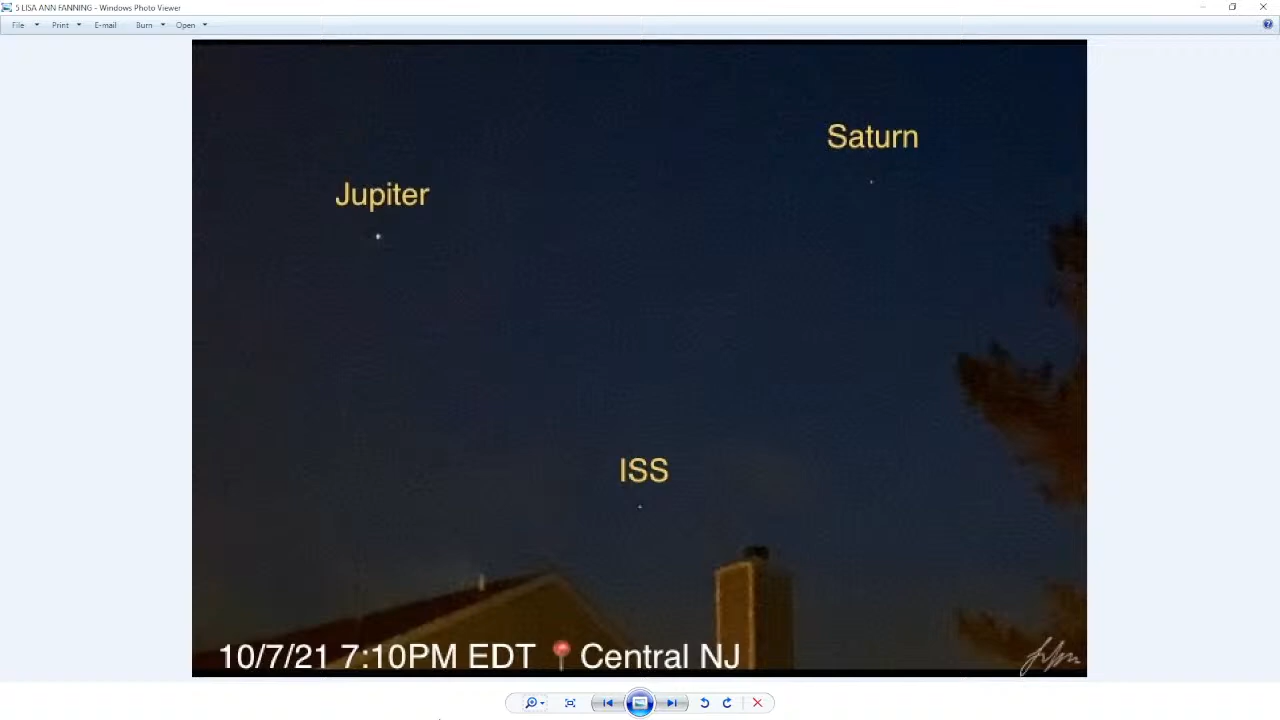 5 LISA ANN FANNING - Windows Photo Viewer
File Print E-mail Burn Open
Saturn
Jupiter
ISS
10/7/21 7:10PM EDT 📍 Central NJ